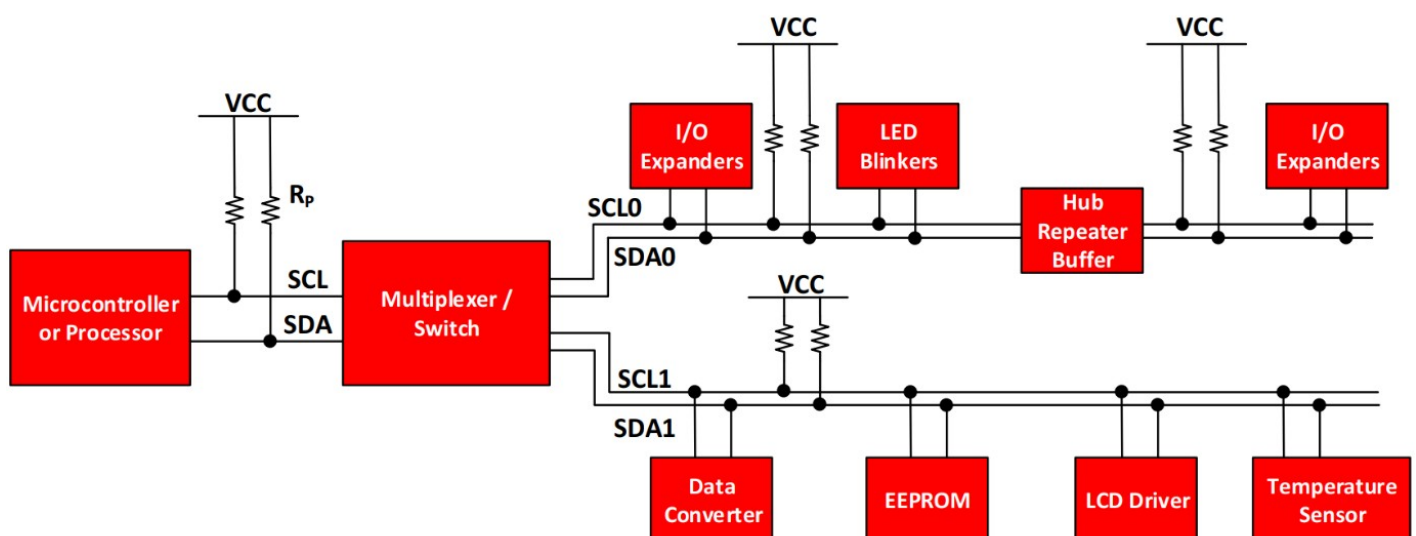 VCC
VCC
VCC
I/O
Expanders
LED
Blinkers
I/O
Expanders
RP
SCL0
Hub
Repeater
Buffer
SDA0
SCL
Microcontroller
or Processor
Multiplexer /
Switch
SDA
VCC
SCL1
SDA1
Data
Converter
EEPROM
LCD Driver
Temperature
Sensor